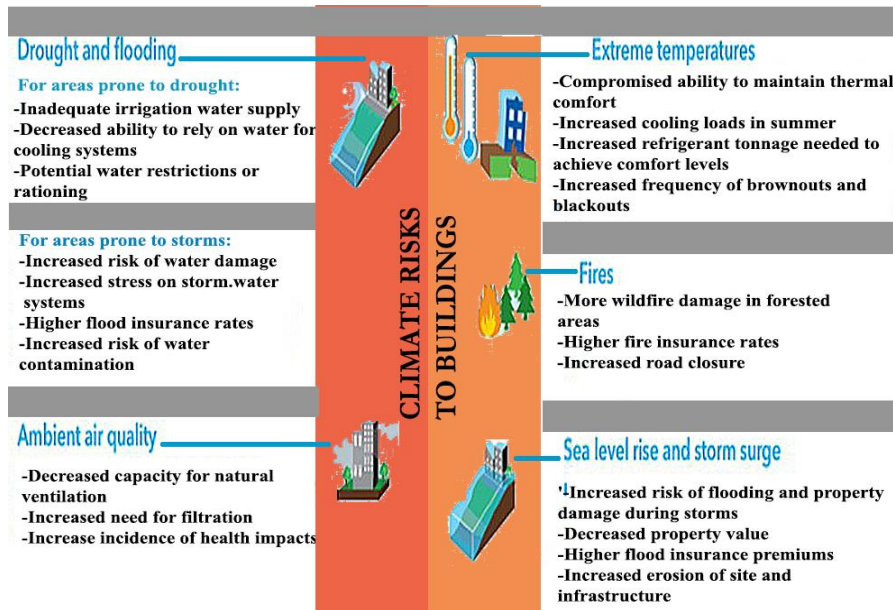 Drought and flooding
For areas prone to drought:
-Inadequate irrigation water supply
-Decreased ability to rely on water for
cooling systems
-Potential water restrictions or
rationing
For areas prone to storms:
-Increased risk of water damage
-Increased stress on storm.water
systems
-Higher flood insurance rates
-Increased risk of water
contamination
Ambient air quality
-Decreased capacity for natural
ventilation
-Increased need for filtration
-Increase incidence of health impacts
CLIMATE RISKS
TO BUILDINGS
Extreme temperatures
-Compromised ability to maintain thermal
comfort
-Increased cooling loads in summer
-Increased refrigerant tonnage needed to
achieve comfort levels
-Increased frequency of brownouts and
blackouts
Fires
-More wildfire damage in forested
areas
-Higher fire insurance rates
-Increased road closure
Sea level rise and storm surge
'-Increased risk of flooding and property
damage during storms
-Decreased property value
-Higher flood insurance premiums
-Increased erosion of site and
infrastructure